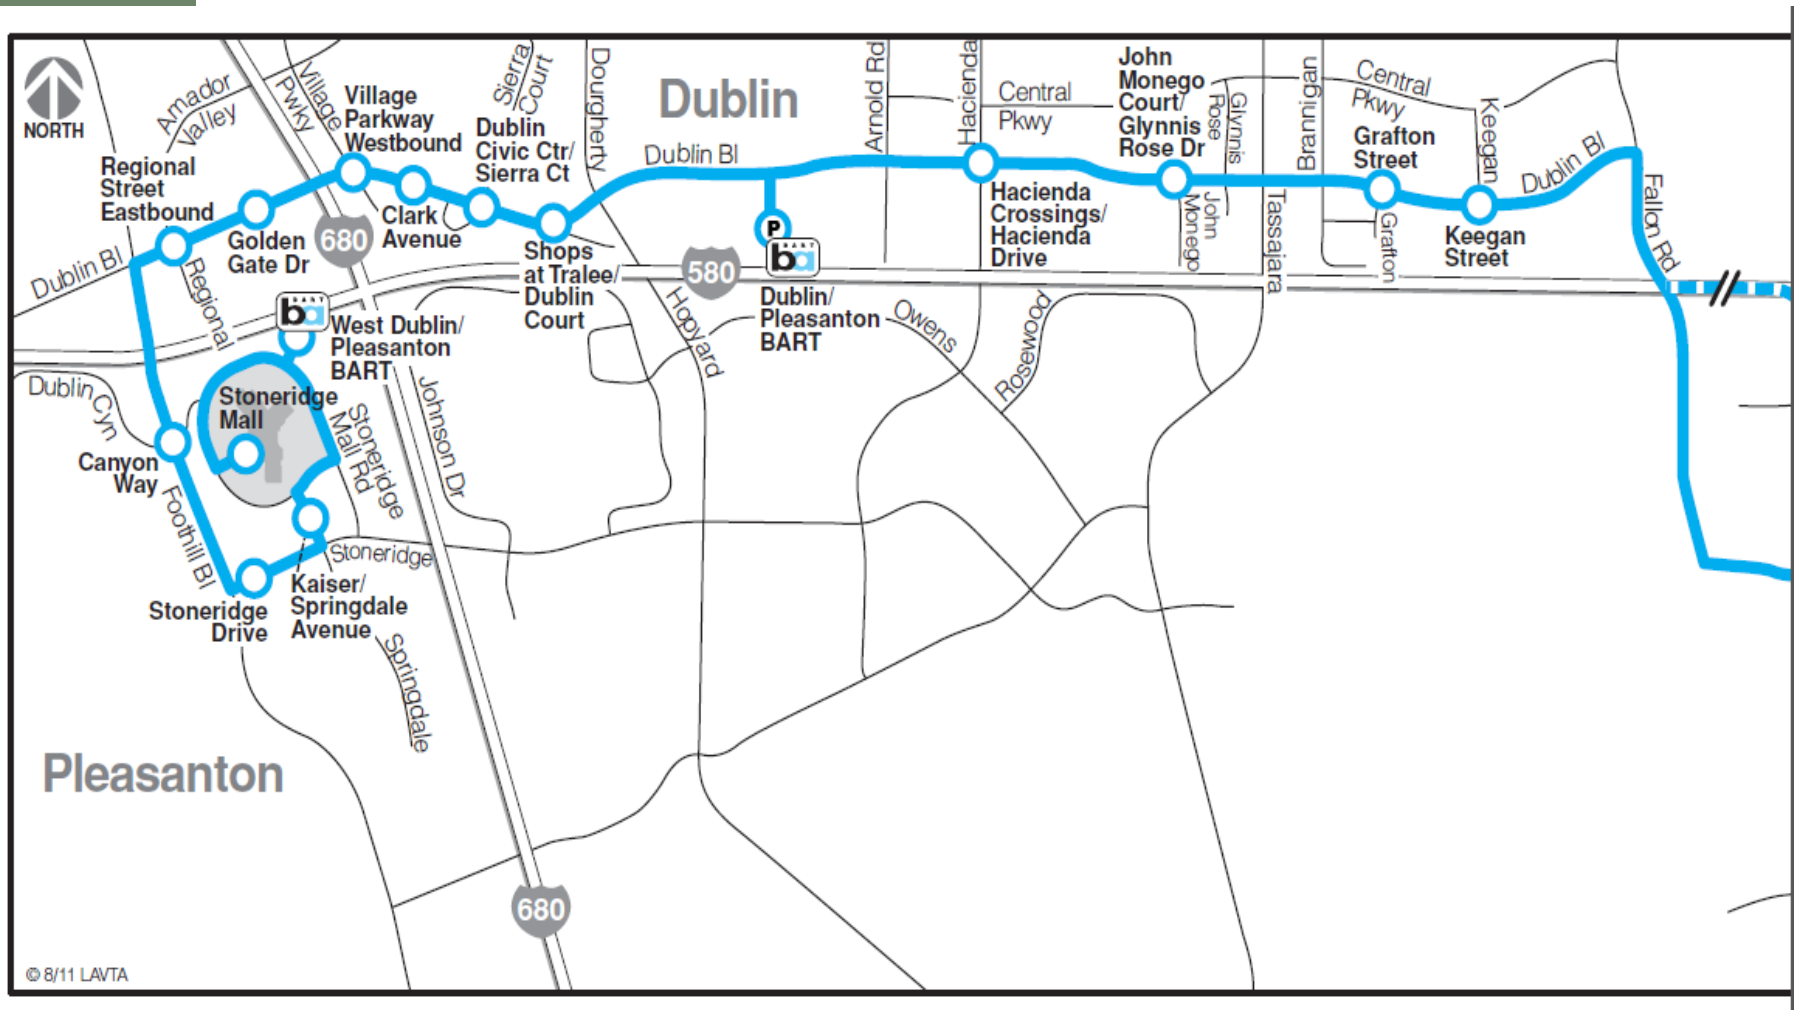 NORTH
Amador
Valley
Village
Pkwy
Village
Parkway
Westbound
Sierra
Court
Dougherty
Dublin
Dublin
Civic Ctr/
Sierra Ct
Dublin Bl
Arnold Rd
Hacienda
Central
Pkwy
John
Monego
Court/
Glynnis
Rose Dr
Glynnis
Rose
Brannigan
Central
Pkwy
Grafton
Street
Keegan
Dublin Bl
Fallon Rd
Regional
Street
Eastbound
Golden
Gate Dr
680
Clark
Avenue
Shops
at Tralee/
Dublin
Court
580
P
BART
ba
Dublin/
Pleasanton
BART
Hacienda
Crossings/
Hacienda
Drive
John
Monego
Tassajara
Grafton
Keegan
Street
Dublin Bl
Regional
BART
ba
West Dublin/
Pleasanton
BART
Hopyard
Owens
Rosewood
Dublin Cyn
Stoneridge
Mall
Stoneridge
Mall Rd
Johnson Dr
Canyon
Way
Foothill Bl
Stoneridge
Stoneridge
Drive
Kaiser/
Springdale
Avenue
Springdale
Pleasanton
680
© 8/11 LAVTA